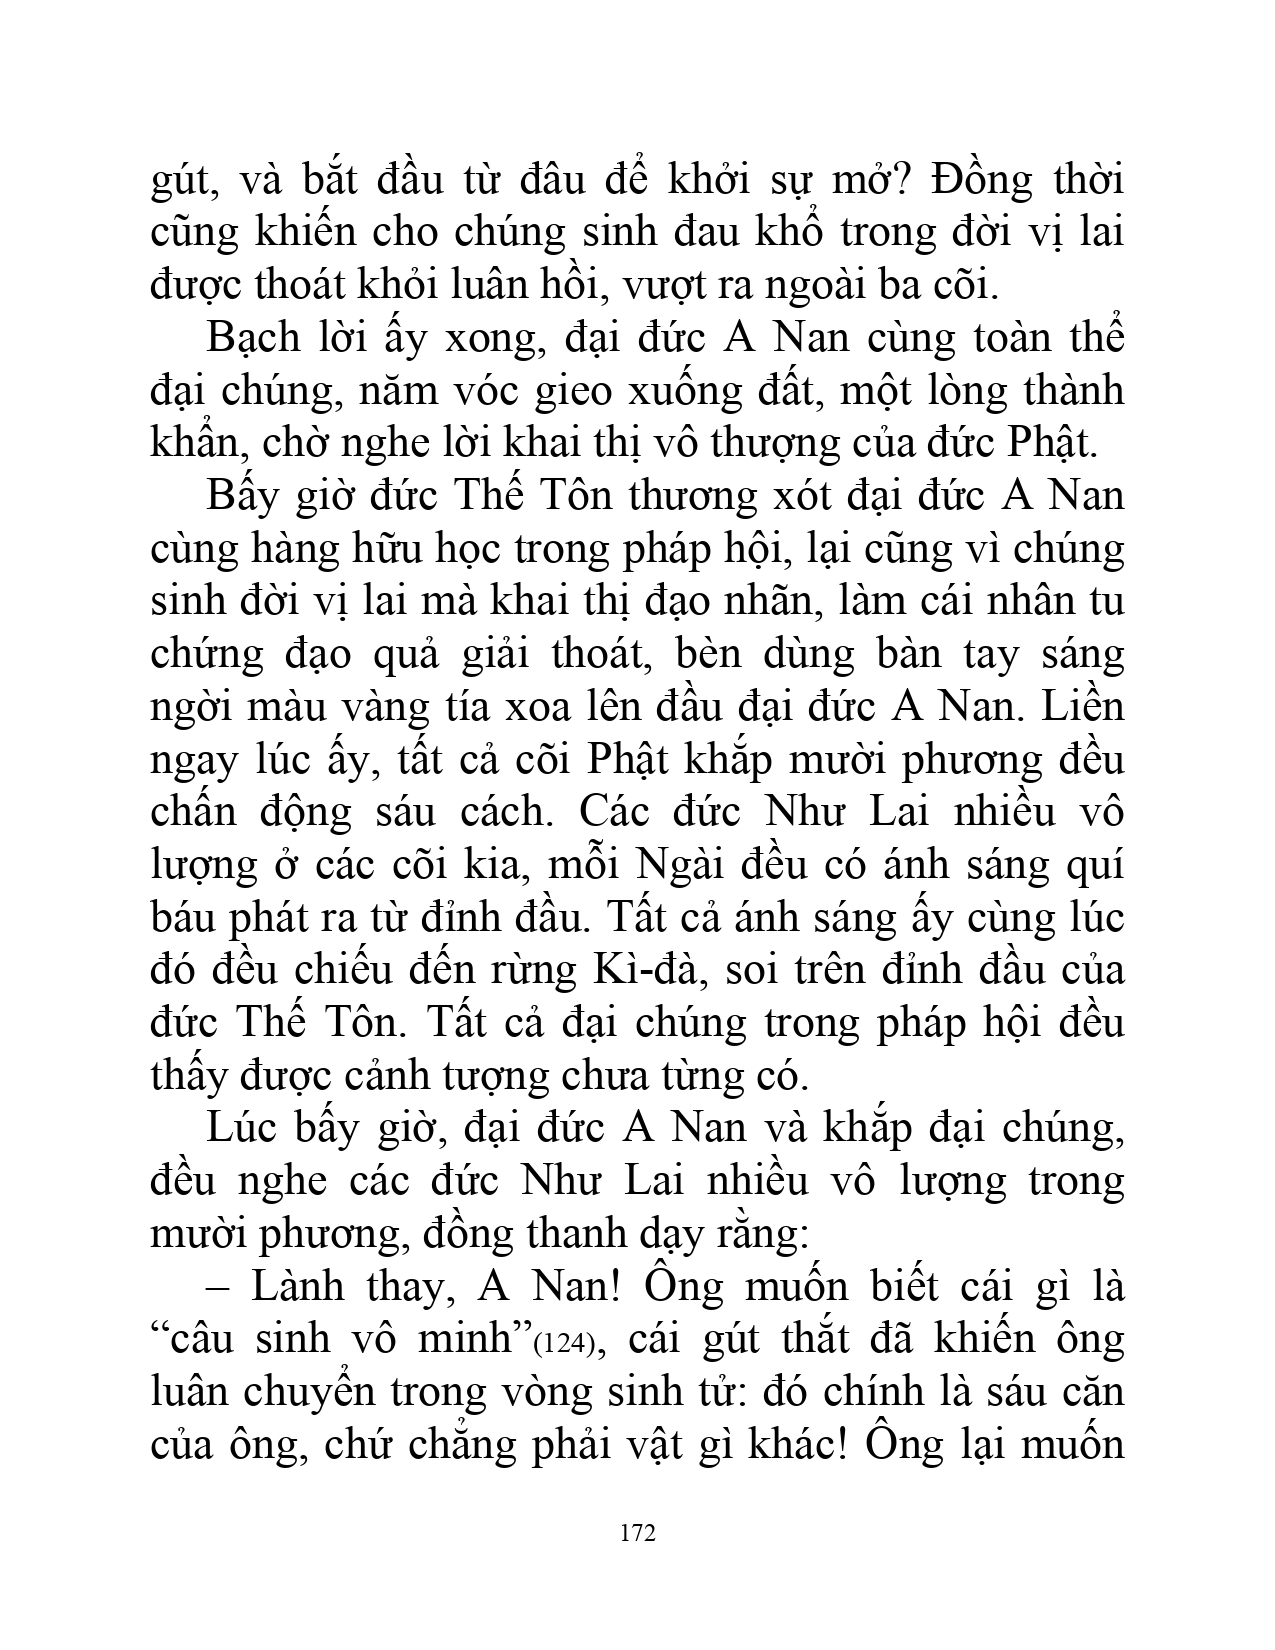 gút, và bắt đầu từ đâu để khởi sự mở? Đồng thời
cũng khiến cho chúng sinh đau khổ trong đời vị lai
được thoát khỏi luân hồi, vượt ra ngoài ba cõi.
Bạch lời ấy xong, đại đức A Nan cùng toàn thể
đại chúng, năm vóc gieo xuống đất, một lòng thành
khẩn, chờ nghe lời khai thị vô thượng của đức Phật.
Bấy giờ đức Thế Tôn thương xót đại đức A Nan
cùng hàng hữu học trong pháp hội, lại cũng vì chúng
sinh đời vị lai mà khai thị đạo nhãn, làm cái nhân tu
chứng đạo quả giải thoát, bèn dùng bàn tay sáng
ngời màu vàng tía xoa lên đầu đại đức A Nan. Liền
ngay lúc ấy, tất cả cõi Phật khắp mười phương đều
chấn động sáu cách. Các đức Như Lai nhiều vô
lượng ở các cõi kia, mỗi Ngài đều có ánh sáng quí
báu phát ra từ đỉnh đầu. Tất cả ánh sáng ấy cùng lúc
đó đều chiếu đến rừng Kì-đà, soi trên đỉnh đầu của
đức Thế Tôn. Tất cả đại chúng trong pháp hội đều
thấy được cảnh tượng chưa từng có.
Lúc bấy giờ, đại đức A Nan và khắp đại chúng,
đều nghe các đức Như Lai nhiều vô lượng trong
mười phương, đồng thanh dạy rằng:
– Lành thay, A Nan! Ông muốn biết cái gì là
“câu sinh vô minh”(124), cái gút thắt đã khiến ông
luân chuyển trong vòng sinh tử: đó chính là sáu căn
của ông, chứ chẳng phải vật gì khác! Ông lại muốn
172